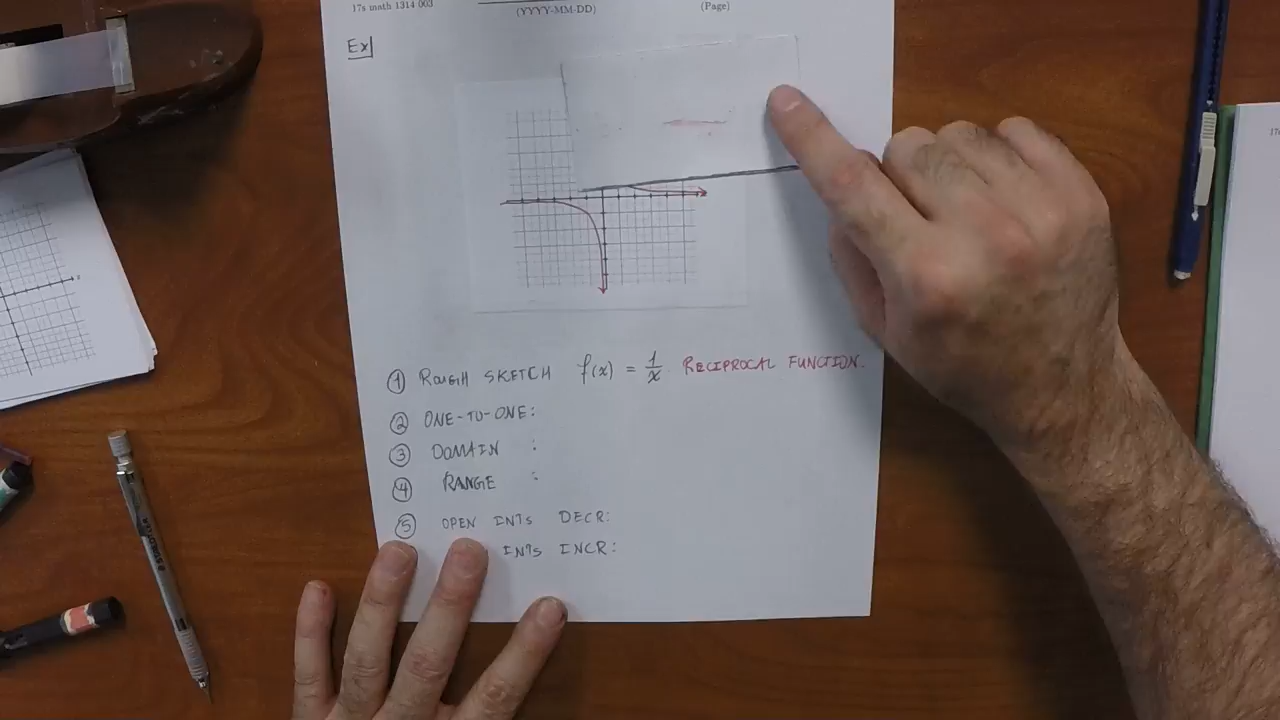 17s math 1314 003
(YYYY-MM-DD)
(Page)
Ex
① ROUGH SKETCH f(x) = 1/x RECIPROCAL FUNCTION.
② ONE-TO-ONE:
③ DOMAIN :
④ RANGE :
⑤ OPEN INTs DECR:
INTs INCR: